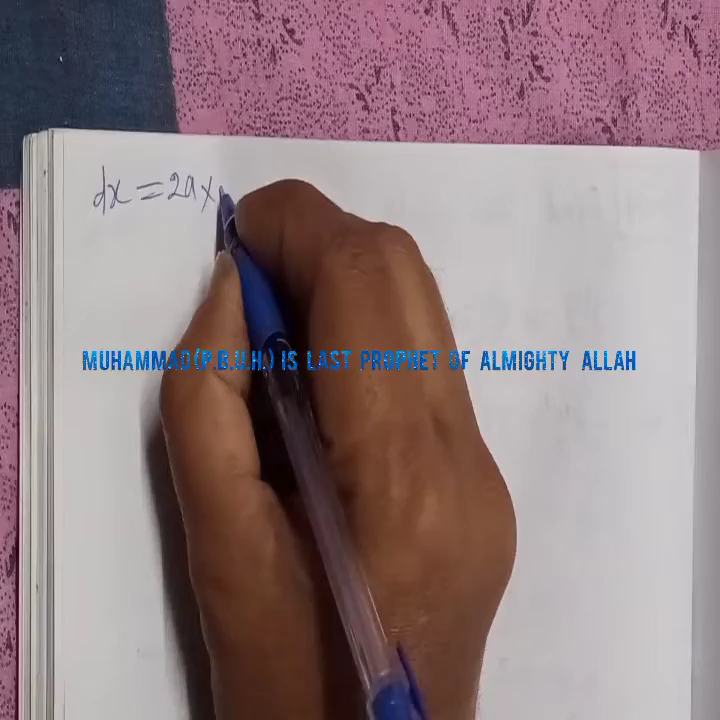 dx = 2ax
MUHAMMAD(P.B.U.H.) IS LAST PROPHET OF ALMIGHTY ALLAH